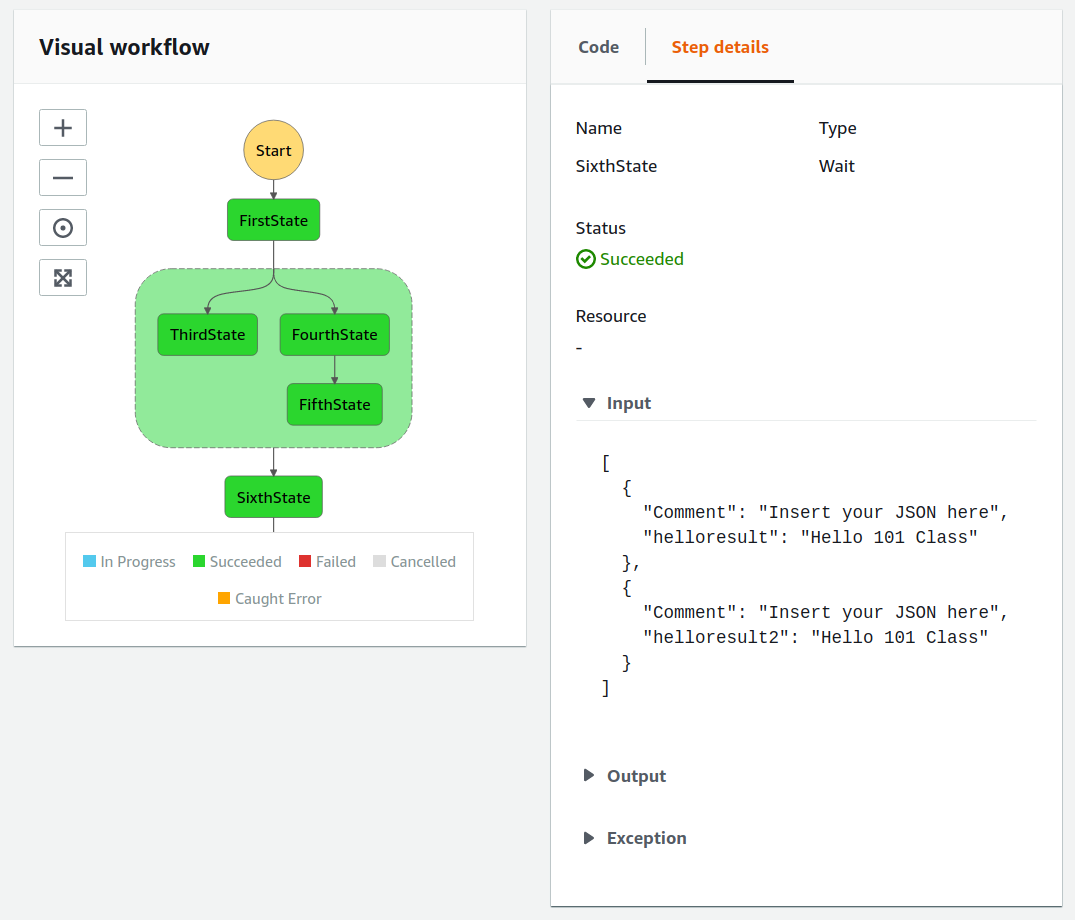 Visual workflow
Start
FirstState
ThirdState FourthState
FifthState
SixthState
In Progress Succeeded Failed Cancelled
Caught Error
Code Step details
Name Type
SixthState Wait
Status
Succeeded
Resource
-
Input
[
  {
    "Comment": "Insert your JSON here",
    "helloresult": "Hello 101 Class"
  },
  {
    "Comment": "Insert your JSON here",
    "helloresult2": "Hello 101 Class"
  }
]
Output
Exception